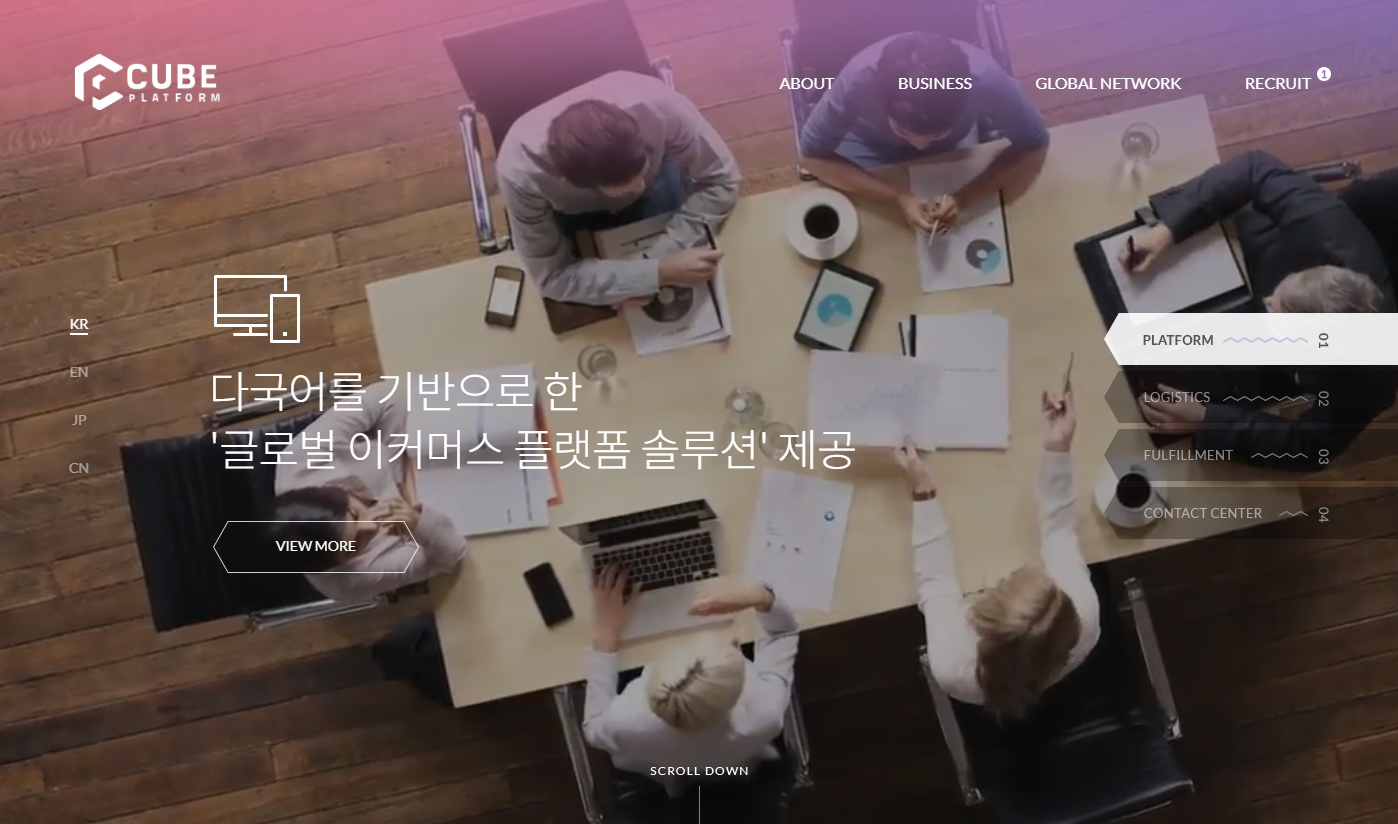 CUBE
PLATFORM
ABOUT
BUSINESS
GLOBAL NETWORK
RECRUIT 1
KR
EN
JP
CN
다국어를 기반으로 한
'글로벌 이커머스 플랫폼 솔루션' 제공
VIEW MORE
PLATFORM 01
LOGISTICS 02
FULFILLMENT 03
CONTACT CENTER 04
SCROLL DOWN